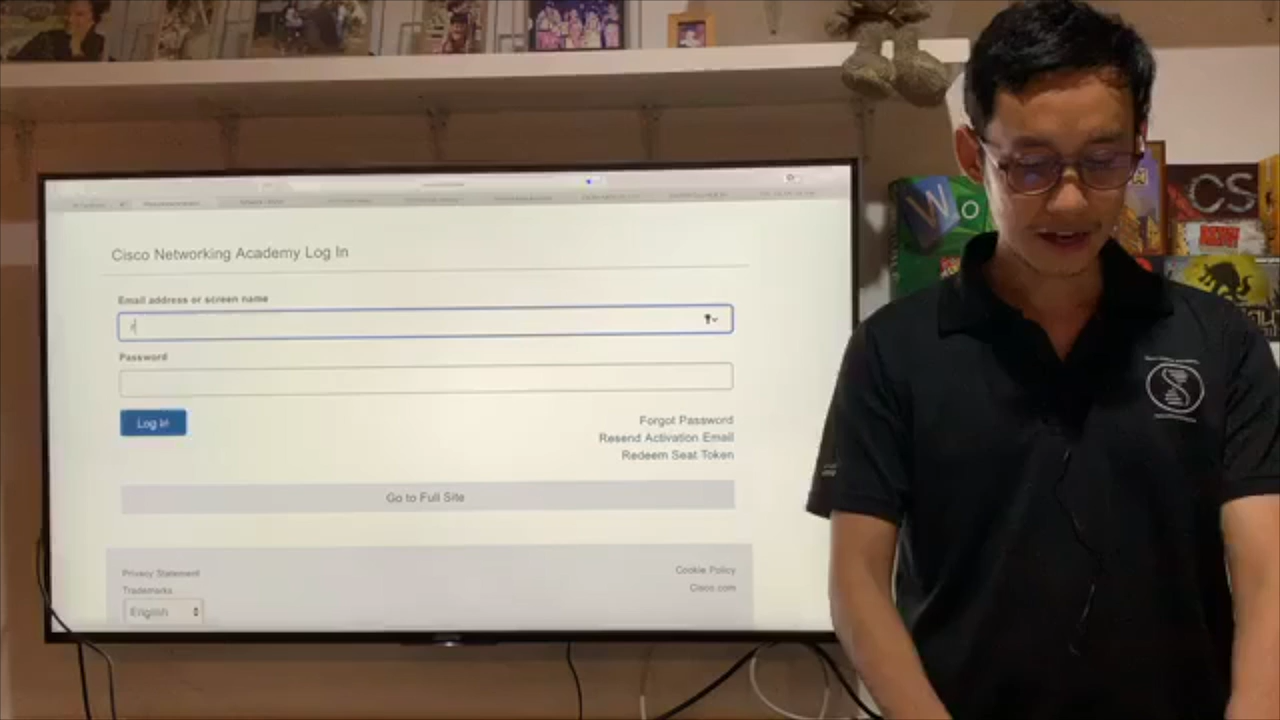 Cisco Networking Academy Log In
Email address or screen name
Password
Log In
Forgot Password
Resend Activation Email
Redeem Seat Token
Go to Full Site
Privacy Statement
Cookie Policy
Trademarks
Cisco.com
English
W
o
CS